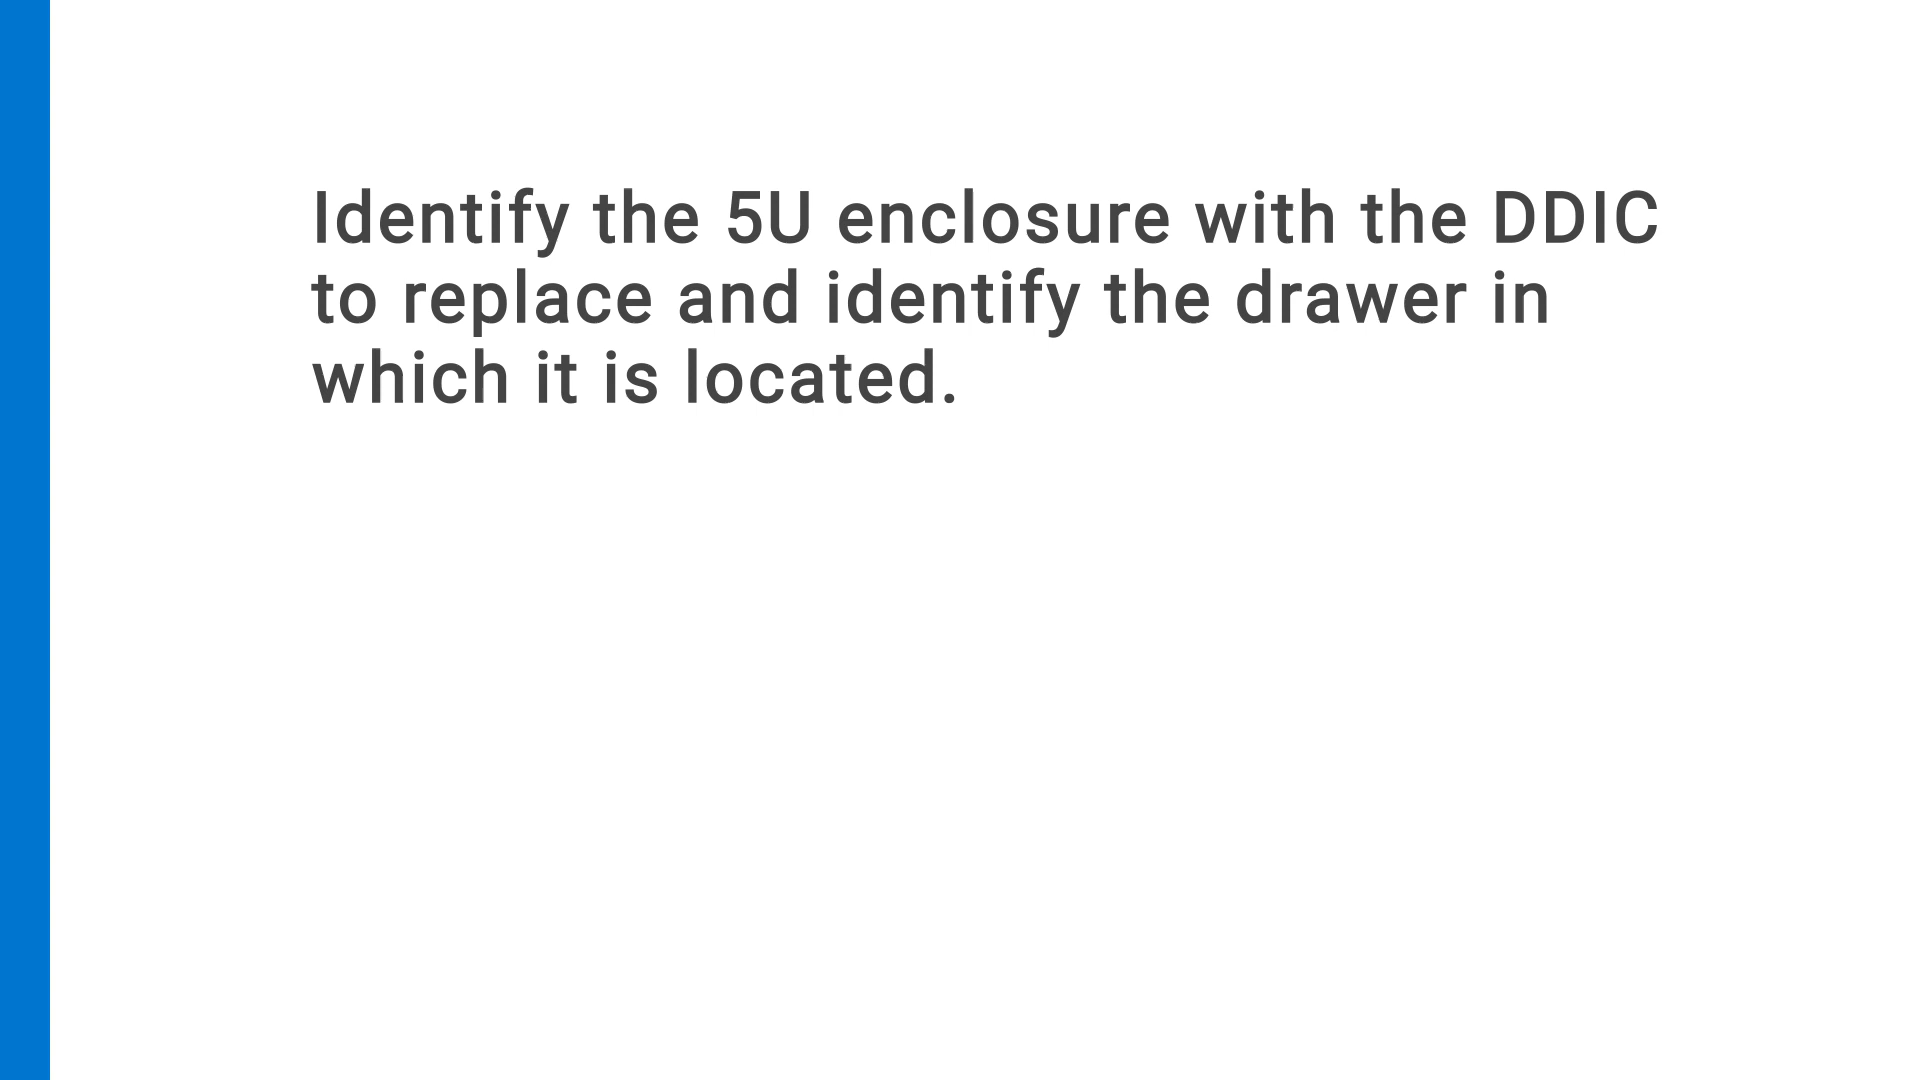 Identify the 5U enclosure with the DDIC
to replace and identify the drawer in
which it is located.